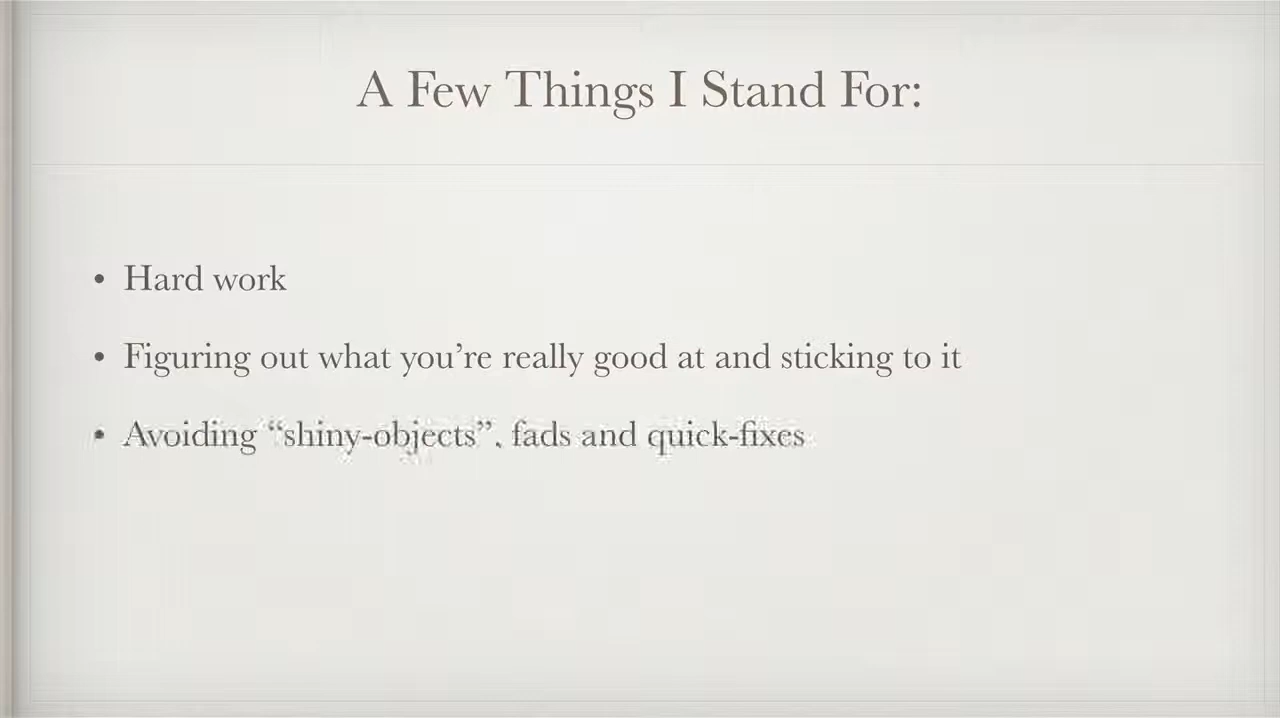 A Few Things I Stand For:
• Hard work
• Figuring out what you’re really good at and sticking to it
• Avoiding “shiny-objects”, fads and quick-fixes